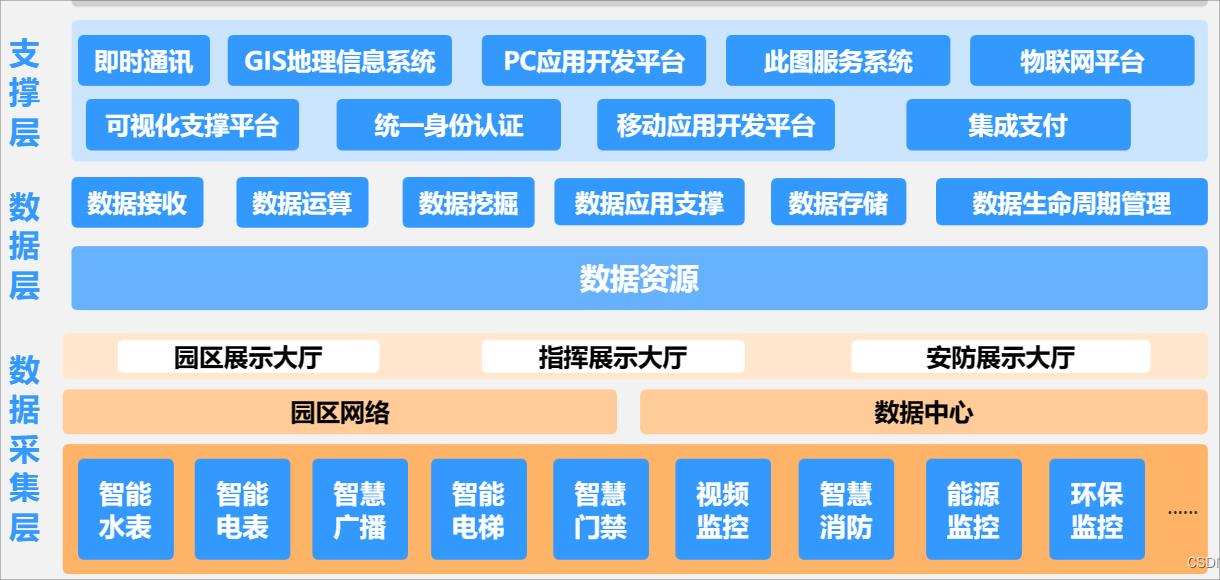 支撑层
即时通讯
GIS地理信息系统
PC应用开发平台
此图服务系统
物联网平台
可视化支撑平台
统一身份认证
移动应用开发平台
集成支付
数据层
数据接收
数据运算
数据挖掘
数据应用支撑
数据存储
数据生命周期管理
数据资源
数据采集层
园区展示大厅
指挥展示大厅
安防展示大厅
园区网络
数据中心
智能
水表
智能
电表
智慧
广播
智能
电梯
智慧
门禁
视频
监控
智慧
消防
能源
监控
环保
监控
......